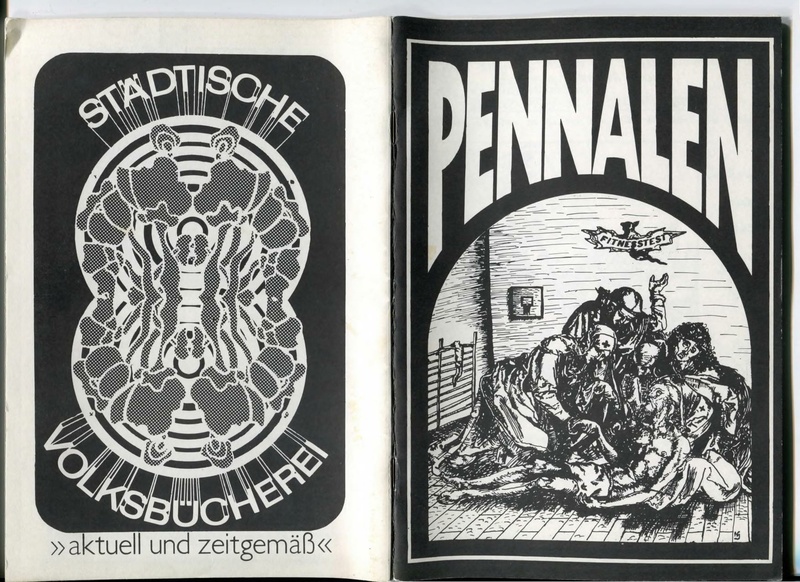 STÄDTISCHE
VOLKSBÜCHEREI
»aktuell und zeitgemäß«
PENNALEN
FITNESSTEST